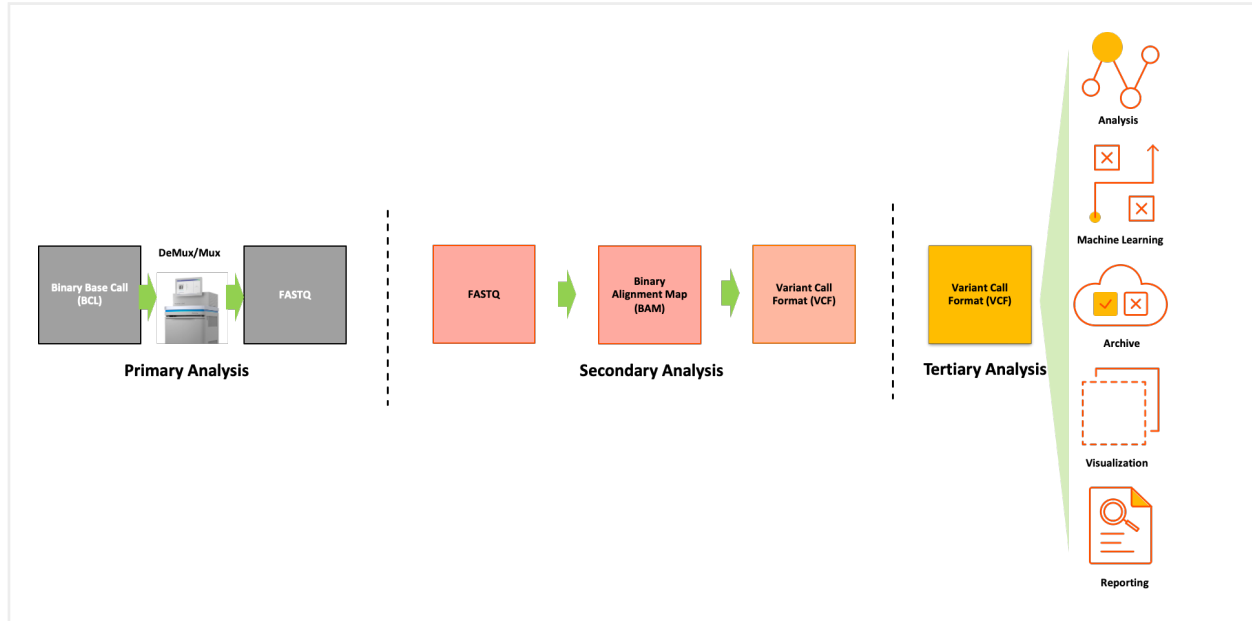 DeMux/Mux
Binary Base Call
(BCL)
FASTQ
Primary Analysis
FASTQ
Binary
Alignment Map
(BAM)
Variant Call
Format (VCF)
Secondary Analysis
Variant Call
Format (VCF)
Tertiary Analysis
Analysis
Machine Learning
Archive
Visualization
Reporting